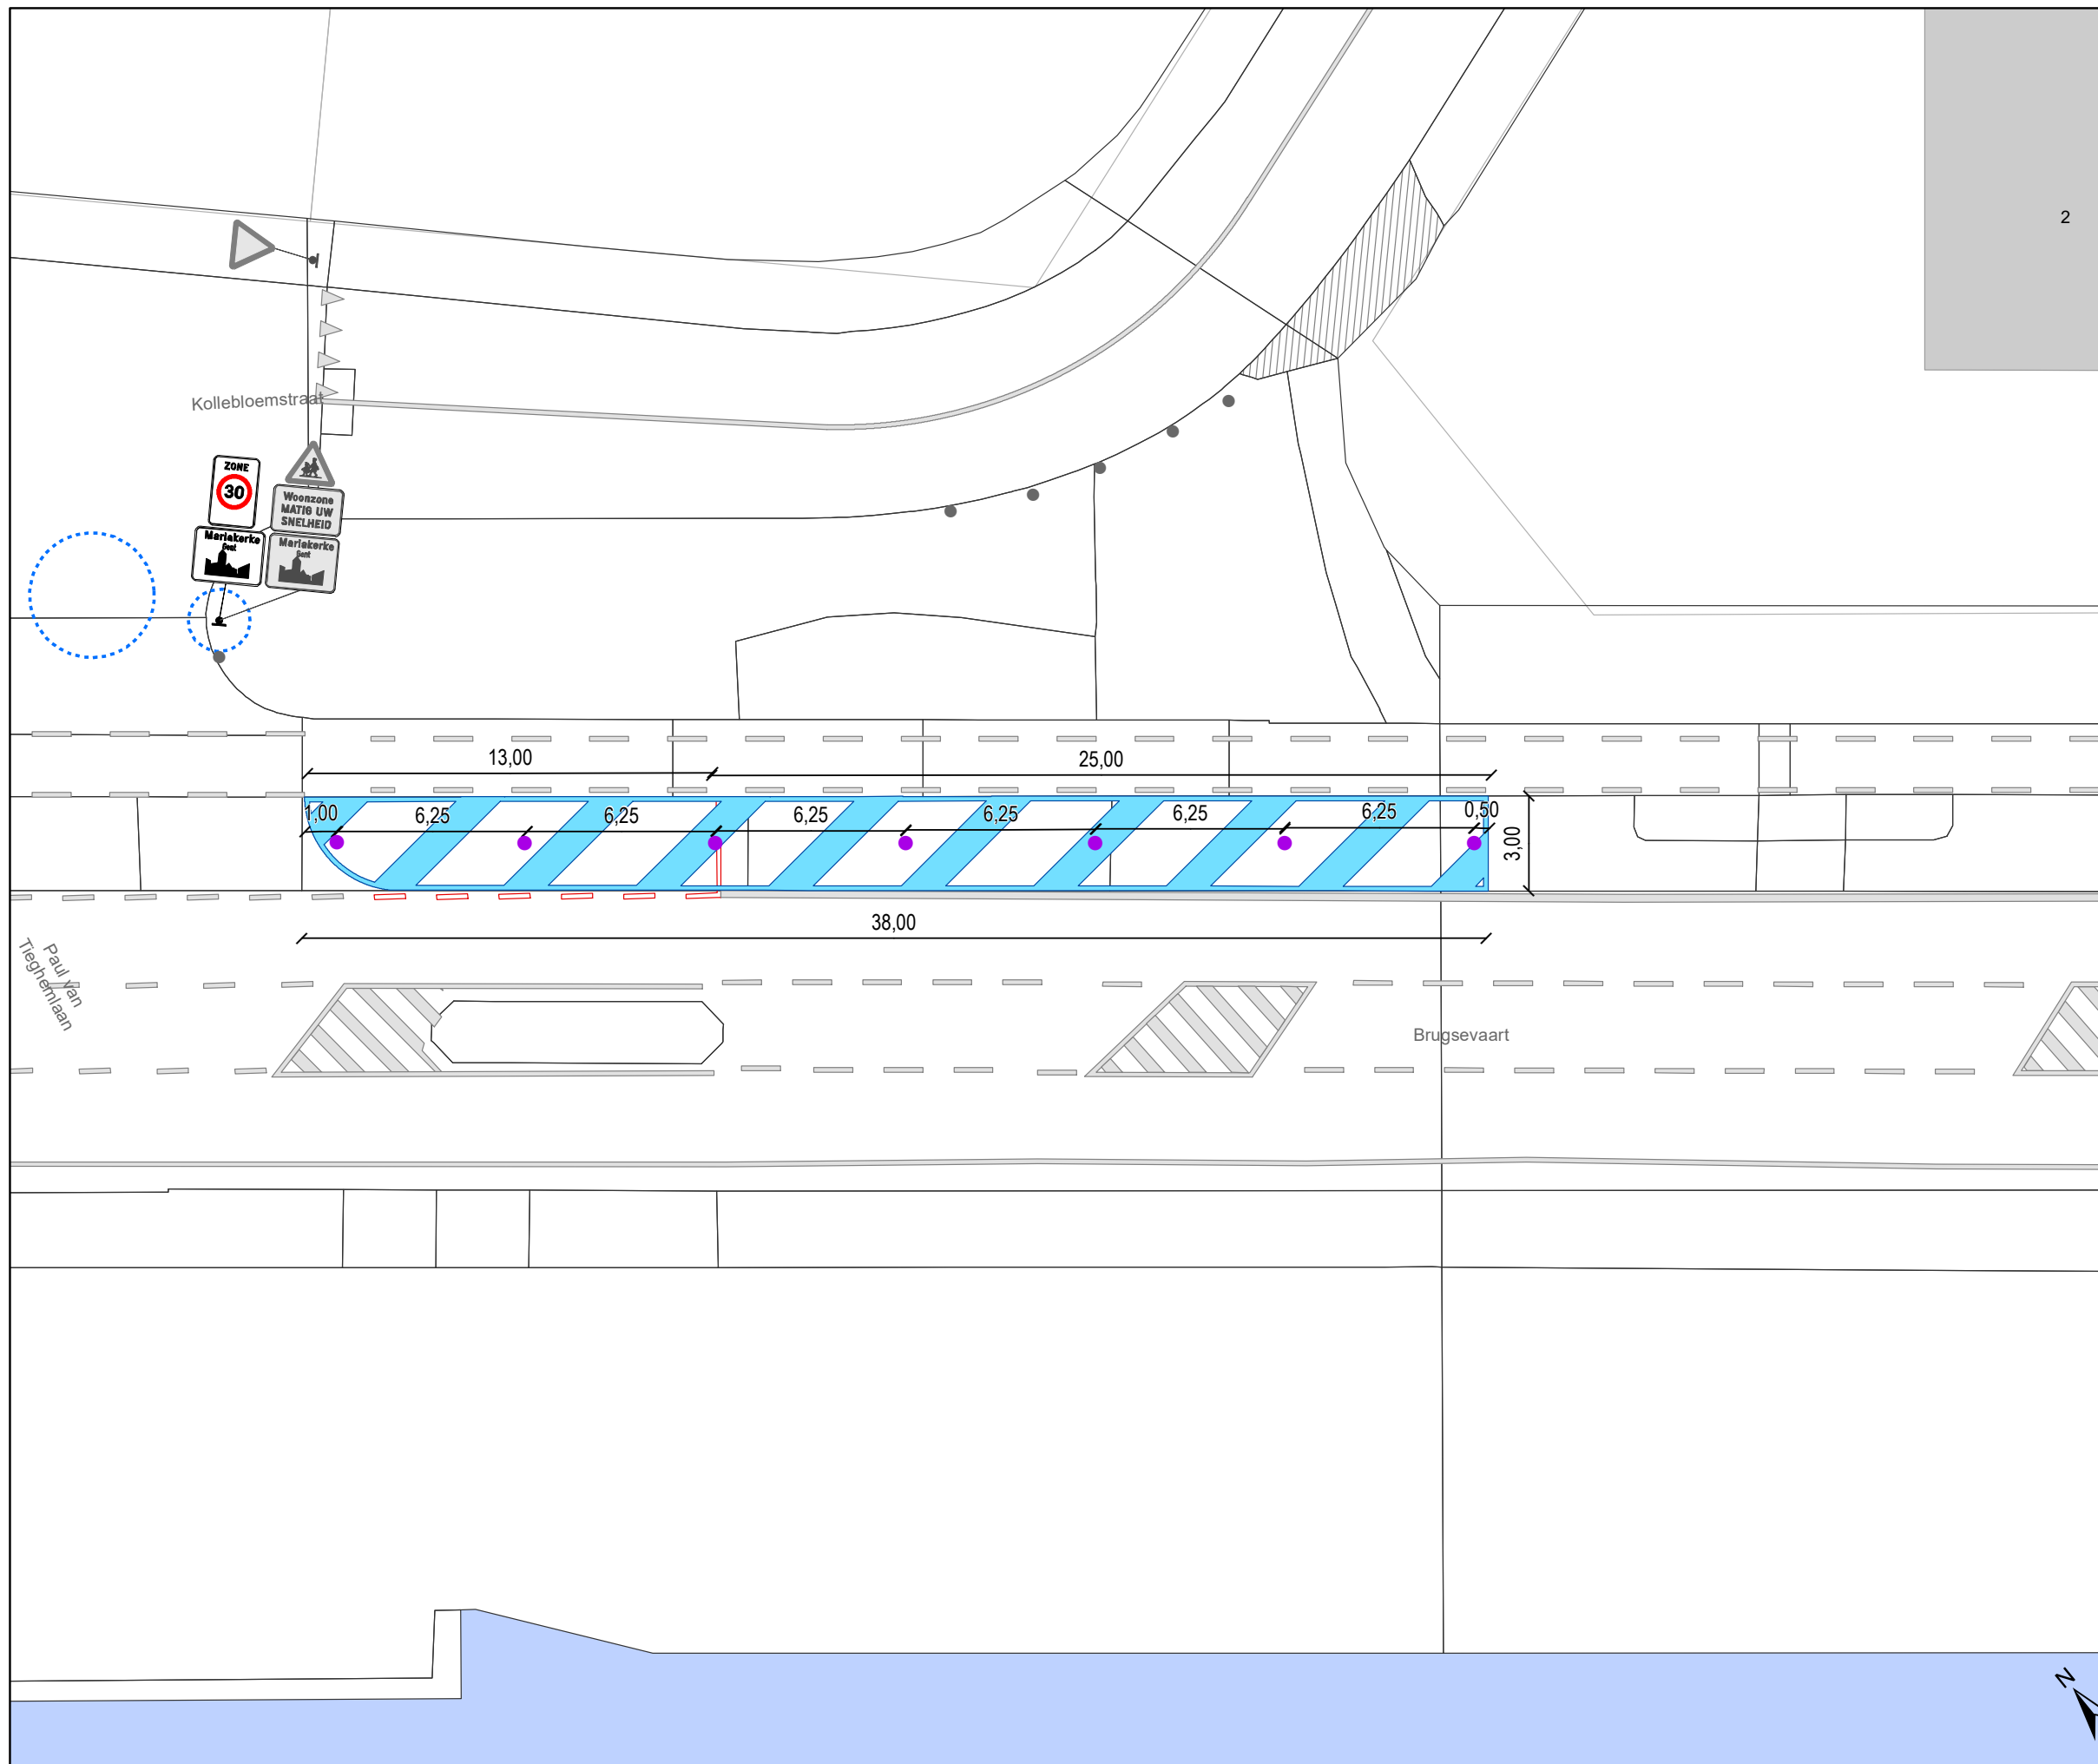 2
Kollebloemstraat
ZONE
30
Woonzone
MATIG UW
SNELHEID
Mariakerke
Gent
Mariakerke
Gent
13,00
25,00
1,00
6,25
6,25
6,25
6,25
6,25
6,25
0,50
3,00
38,00
Paul van
Tieghemlaan
Brugsevaart
N